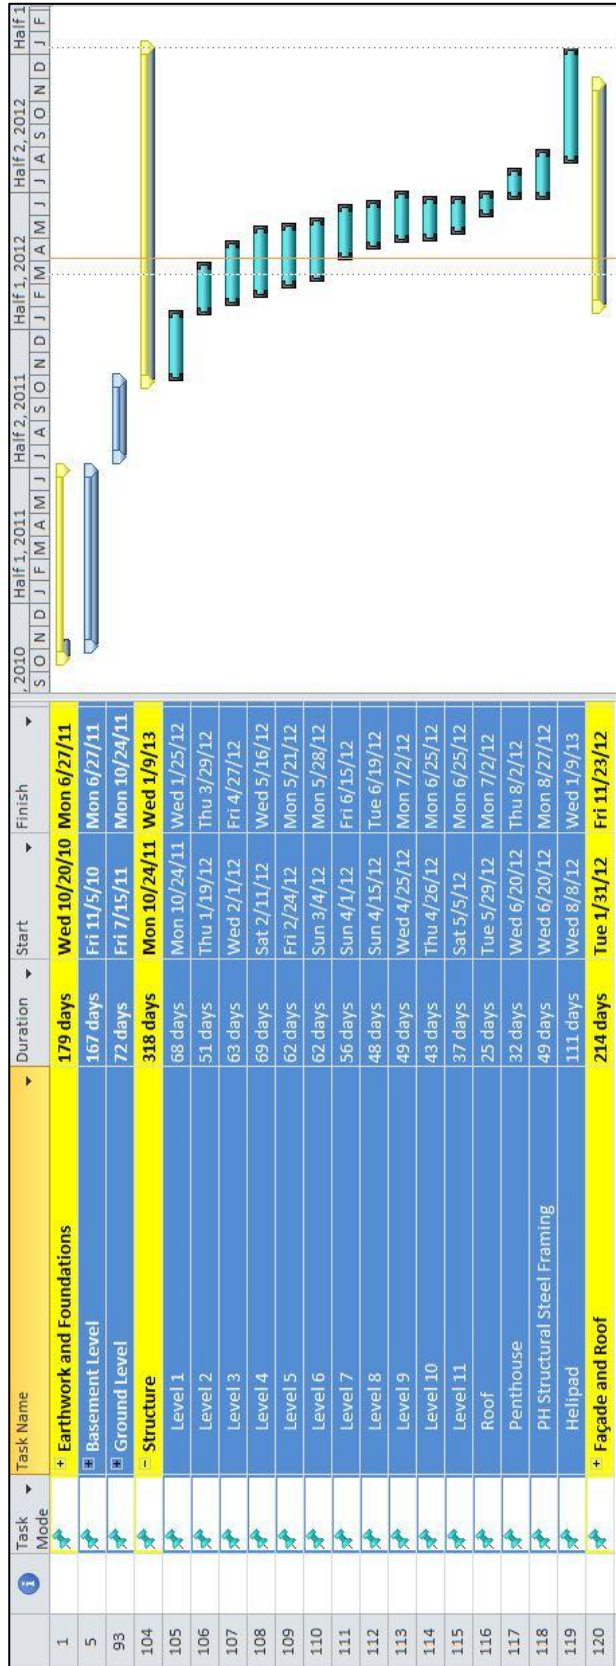 Task Mode Task Name Duration Start Finish
, 2010 Half 1, 2011 Half 2, 2011 Half 1, 2012 Half 2, 2012 Half 1
S O N D J F M A M J J A S O N D J F M A M J J A S O N D J F
1 Earthwork and Foundations 179 days Wed 10/20/10 Mon 6/27/11
5 Basement Level 167 days Fri 11/5/10 Mon 6/27/11
93 Ground Level 72 days Fri 7/15/11 Mon 10/24/11
104 Structure 318 days Mon 10/24/11 Wed 1/9/13
105 Level 1 68 days Mon 10/24/11 Wed 1/25/12
106 Level 2 51 days Thu 1/19/12 Thu 3/29/12
107 Level 3 63 days Wed 2/1/12 Fri 4/27/12
108 Level 4 69 days Sat 2/11/12 Wed 5/16/12
109 Level 5 62 days Fri 2/24/12 Mon 5/21/12
110 Level 6 62 days Sun 3/4/12 Mon 5/28/12
111 Level 7 56 days Sun 4/1/12 Fri 6/15/12
112 Level 8 48 days Sun 4/15/12 Tue 6/19/12
113 Level 9 49 days Wed 4/25/12 Mon 7/2/12
114 Level 10 43 days Thu 4/26/12 Mon 6/25/12
115 Level 11 37 days Sat 5/5/12 Mon 6/25/12
116 Roof 25 days Tue 5/29/12 Mon 7/2/12
117 Penthouse 32 days Wed 6/20/12 Thu 8/2/12
118 PH Structural Steel Framing 49 days Wed 6/20/12 Mon 8/27/12
119 Helipad 111 days Wed 8/8/12 Wed 1/9/13
120 Façade and Roof 214 days Tue 1/31/12 Fri 11/23/12